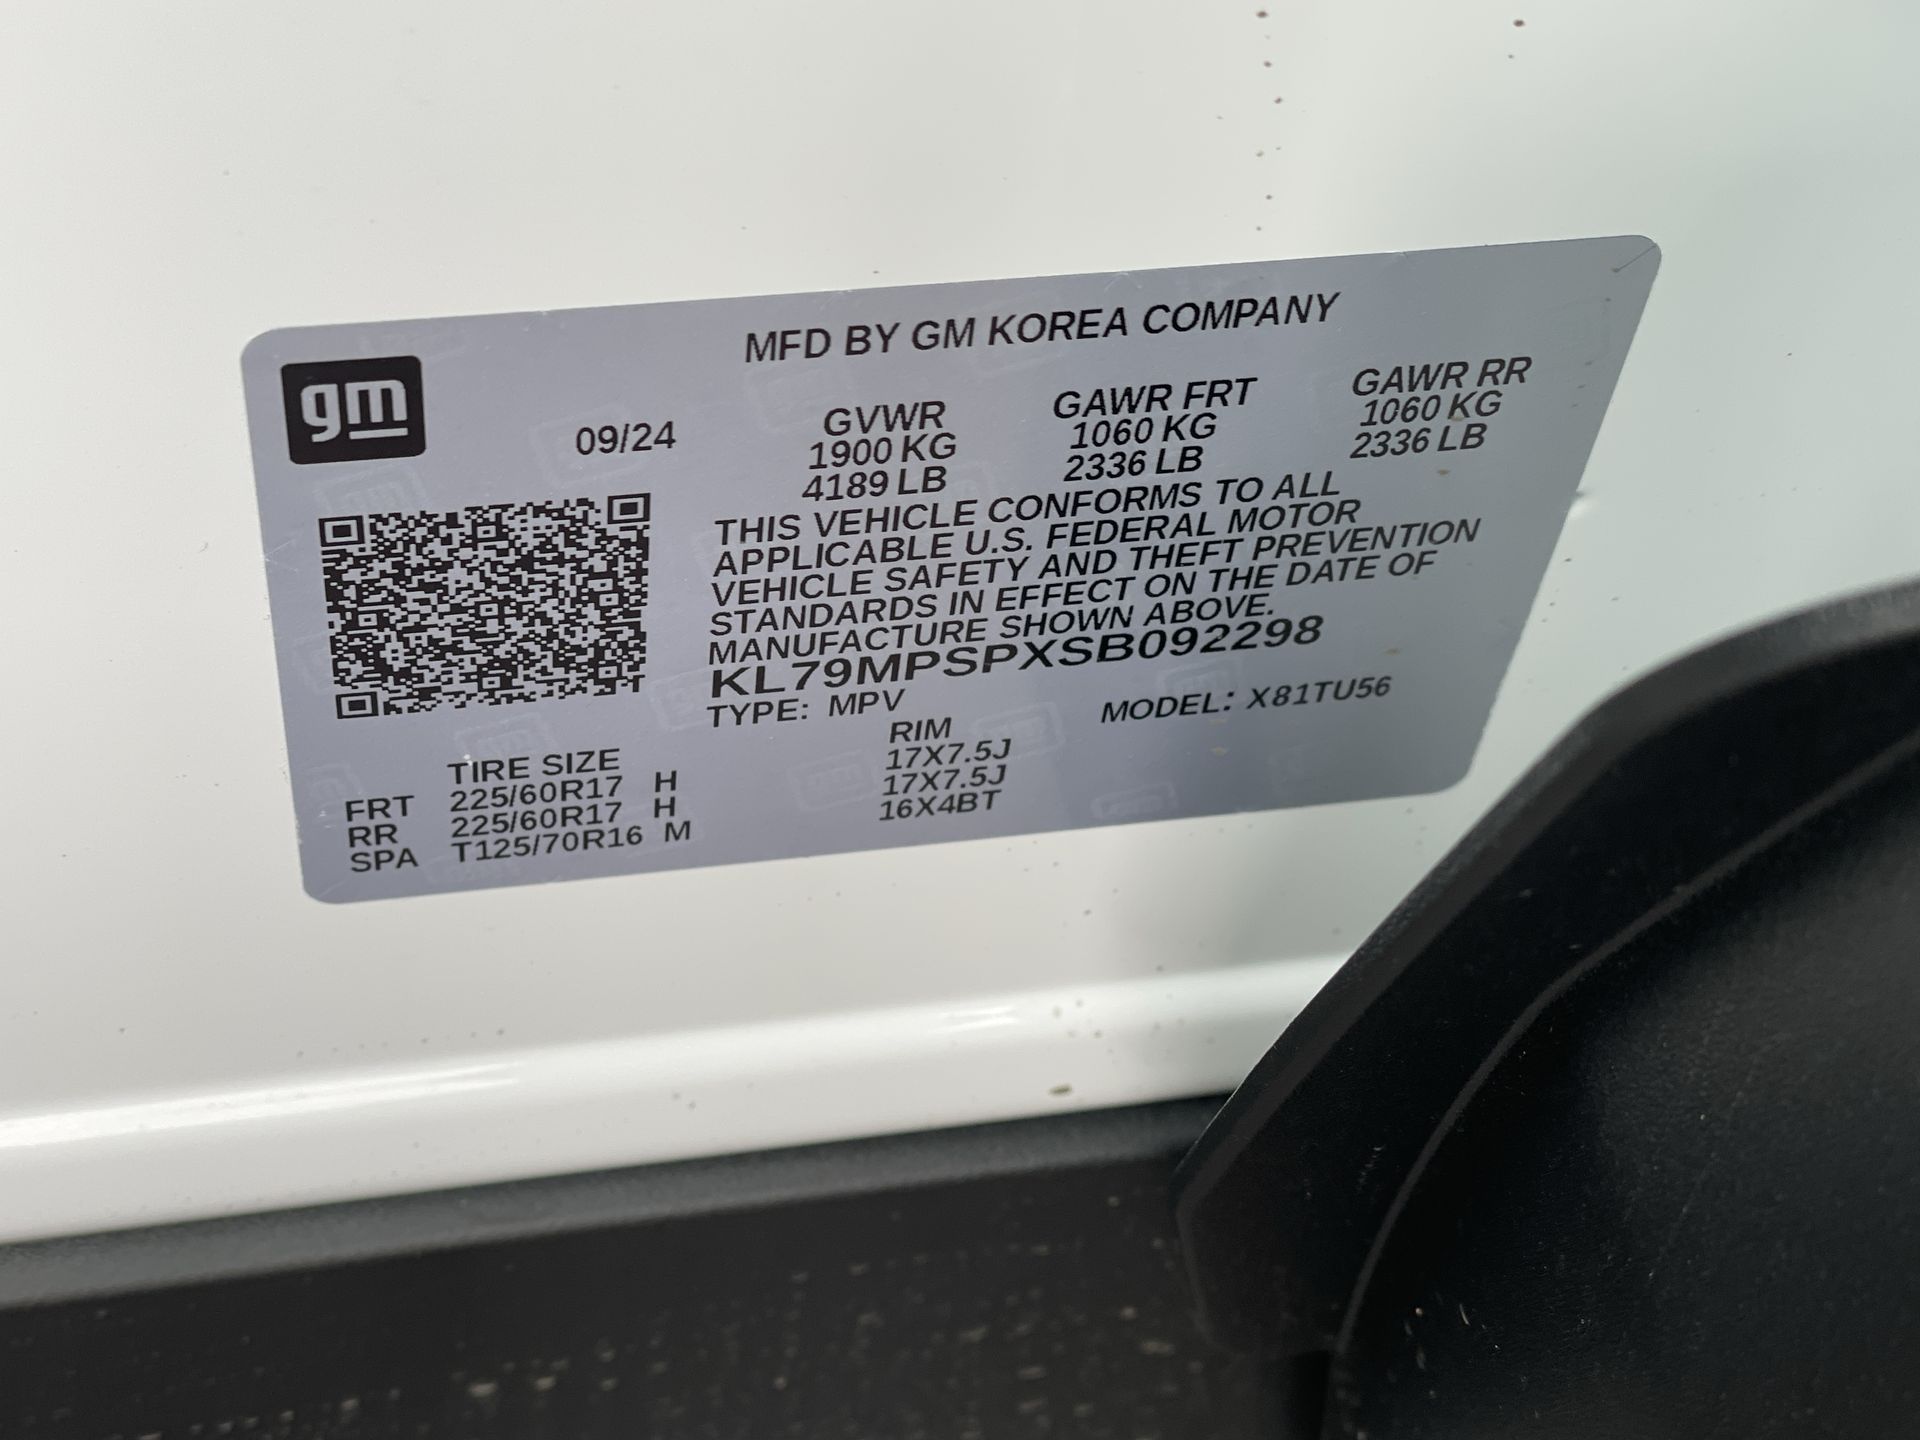 gm
MFD BY GM KOREA COMPANY
09/24
GVWR
1900 KG
4189 LB
GAWR FRT
1060 KG
2336 LB
GAWR RR
1060 KG
2336 LB
THIS VEHICLE CONFORMS TO ALL
APPLICABLE U.S. FEDERAL MOTOR
VEHICLE SAFETY AND THEFT PREVENTION
STANDARDS IN EFFECT ON THE DATE OF
MANUFACTURE SHOWN ABOVE.
KL79MPSPXSB092298
TYPE: MPV MODEL: X81TU56
TIRE SIZE RIM
FRT 225/60R17 H 17X7.5J
RR 225/60R17 H 17X7.5J
SPA T125/70R16 M 16X4BT